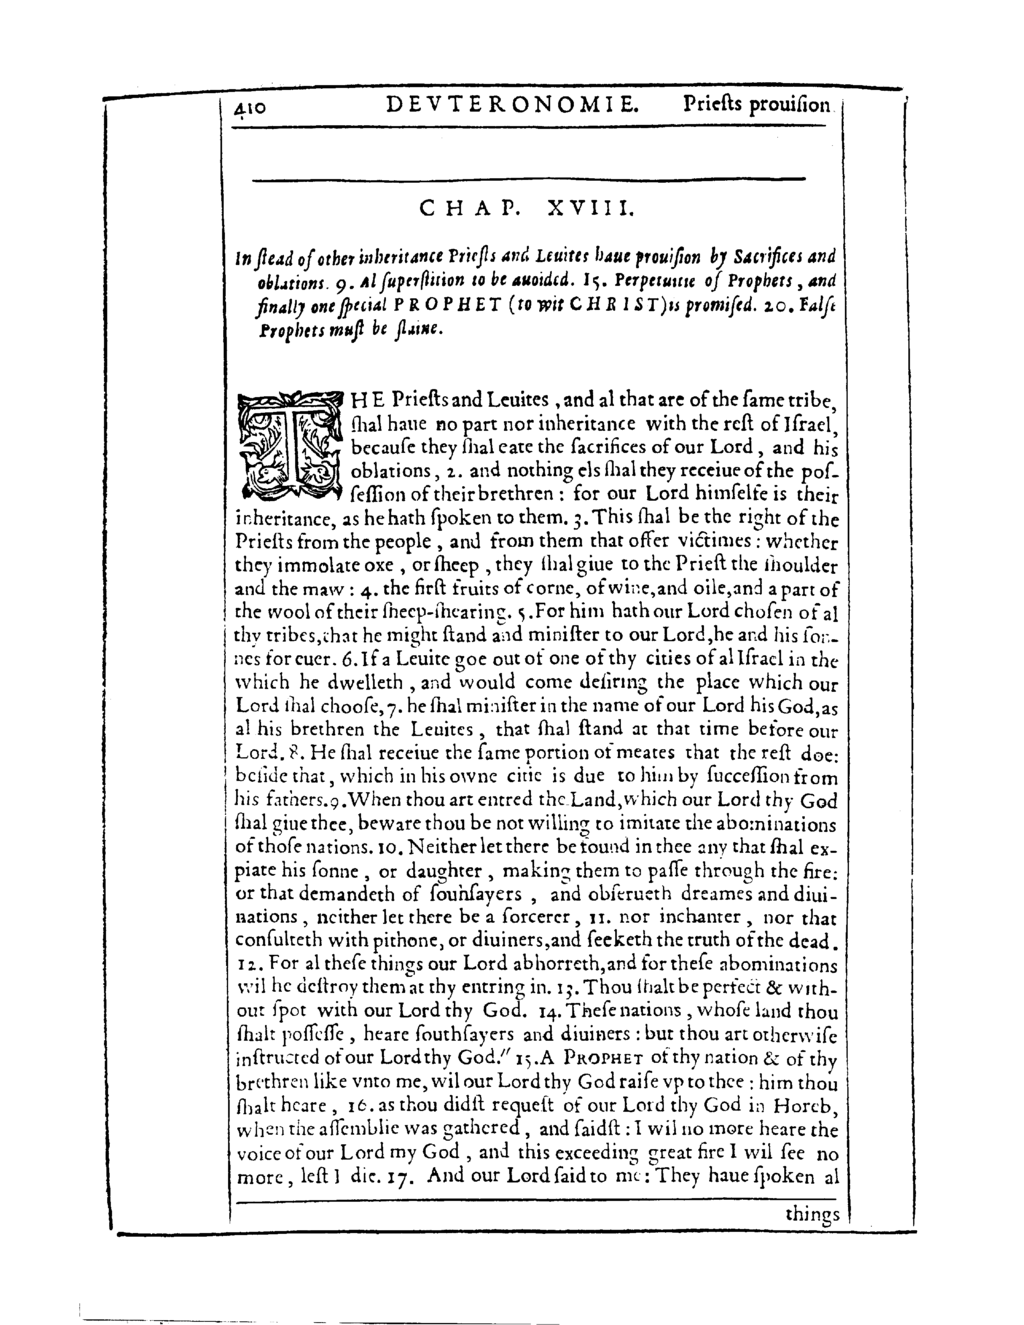 410 DEVTERONOMIE. Prieſts prouiſion
CHAP. XVIII.
In ſtead of other inheritance Prieſts and Leuites haue prouiſion by Sacrifices and
oblations. 9. Al ſuperſtition to be auoided. 15. Perpetuitie of Prophets, and
finally one ſpecial PROPHET (to wit CHRIST) is promiſed. 20. Falſe
Prophets muſt be ſlaine.
THE Prieſts and Leuites, and al that are of the ſame tribe,
ſhal haue no part nor inheritance with the reſt of Iſrael,
becauſe they ſhal eate the ſacrifices of our Lord, and his
oblations, 2. and nothing els ſhal they receiue of the poſ-
ſeſſion of their brethren: for our Lord himſelfe is their
inheritance, as he hath ſpoken to them. 3. This ſhal be the right of the
Prieſts from the people, and from them that offer victimes: whether
they immolate oxe, or ſheep, they ſhal giue to the Prieſt the ſhoulder
and the maw: 4. the firſt fruits of corne, of wine, and oile, and a part of
the wool of their ſheep-ſhearing. 5. For him hath our Lord choſen of al
thy tribes, that he might ſtand and miniſter to our Lord, he and his ſon-
nes for euer. 6. If a Leuite goe out of one of thy cities of al Iſrael in the
which he dwelleth, and would come deſiring the place which our
Lord ſhal chooſe, 7. he ſhal miniſter in the name of our Lord his God, as
al his brethren the Leuites, that ſhal ſtand at that time before our
Lord. 8. He ſhal receiue the ſame portion of meates that the reſt doe:
beſide that, which in his owne citie is due to him by ſucceſſion from
his fathers. 9. When thou art entred the Land, which our Lord thy God
ſhal giue thee, beware thou be not willing to imitate the abominations
of thoſe nations. 10. Neither let there be found in thee any that ſhal ex-
piate his ſonne, or daughter, making them to paſſe through the fire:
or that demandeth of ſouhſayers, and obſerueth dreames and diui-
nations, neither let there be a ſorcerer, 11. nor inchanter, nor that
conſulteth with pithone, or diuiners, and ſeeketh the truth of the dead.
12. For al theſe things our Lord abhorreth, and for theſe abominations
wil he deſtroy them at thy entring in. 13. Thou ſhalt be perfect & with-
out ſpot with our Lord thy God. 14. Theſe nations, whoſe land thou
ſhalt poſſeſſe, heare ſouthſayers and diuiners: but thou art otherwiſe
inſtructed of our Lord thy God. " 15. A PROPHET of thy nation & of thy
brethren like vnto me, wil our Lord thy God raiſe vp to thee: him thou
ſhalt heare, 16. as thou didſt requeſt of our Lord thy God in Horeb,
when the aſſemblie was gathered, and ſaidſt: I wil no more heare the
voice of our Lord my God, and this exceeding great fire I wil ſee no
more, leſt I die. 17. And our Lord ſaid to me: They haue ſpoken al
things